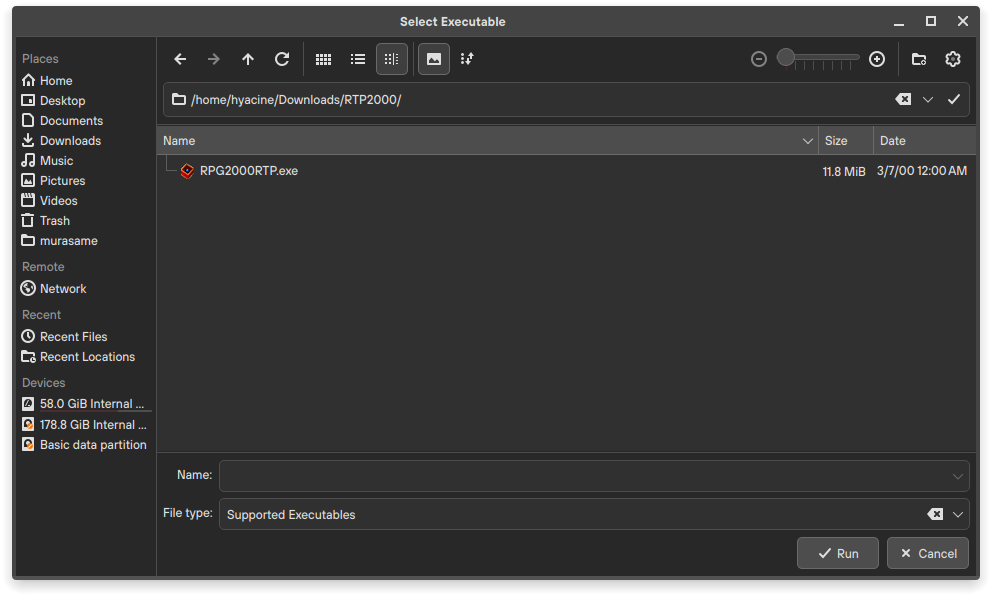 Select Executable
Places
Home
Desktop
Documents
Downloads
Music
Pictures
Videos
Trash
murasame
Remote
Network
Recent
Recent Files
Recent Locations
Devices
58.0 GiB Internal ...
178.8 GiB Internal ...
Basic data partition
/home/hyacine/Downloads/RTP2000/
Name Size Date
RPG2000RTP.exe 11.8 MiB 3/7/00 12:00 AM
Name:
File type: Supported Executables
Run Cancel